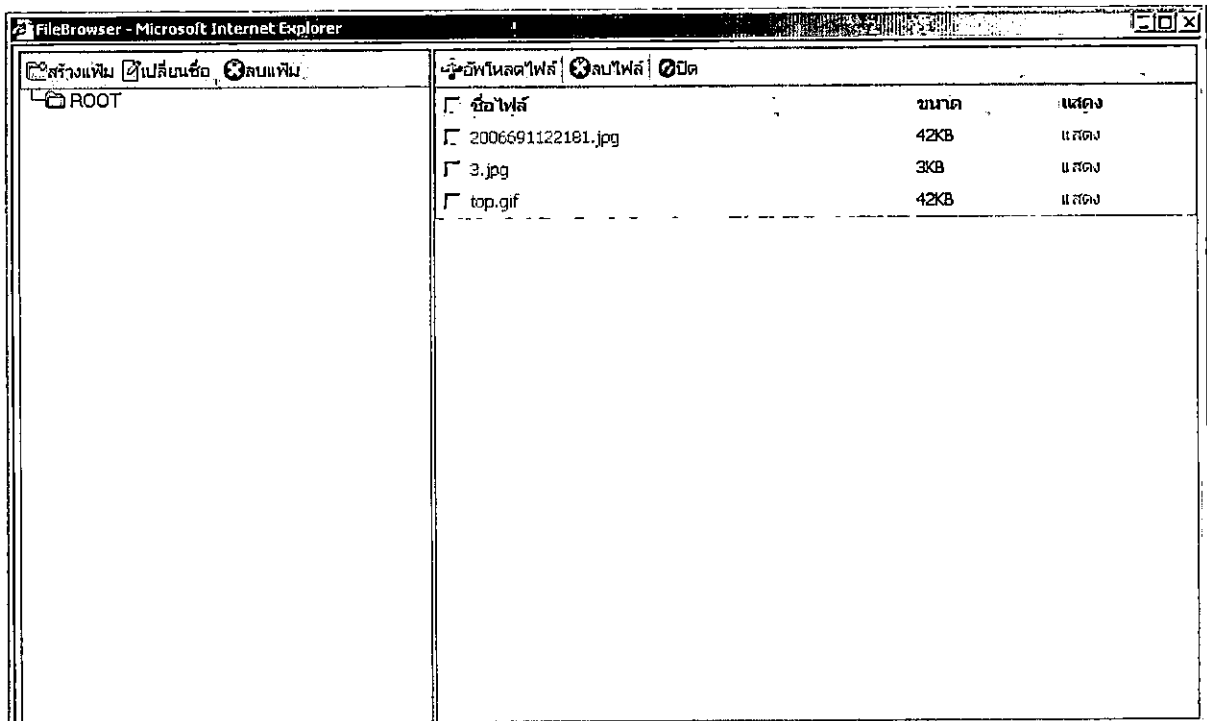 FileBrowser - Microsoft Internet Explorer
สร้างแฟ้ม เปลี่ยนชื่อ ลบแฟ้ม
ROOT
อัพโหลดไฟล์ ลบไฟล์ ปิด
ชื่อไฟล์ ขนาด แสดง
2006691122181.jpg 42KB แสดง
3.jpg 3KB แสดง
top.gif 42KB แสดง